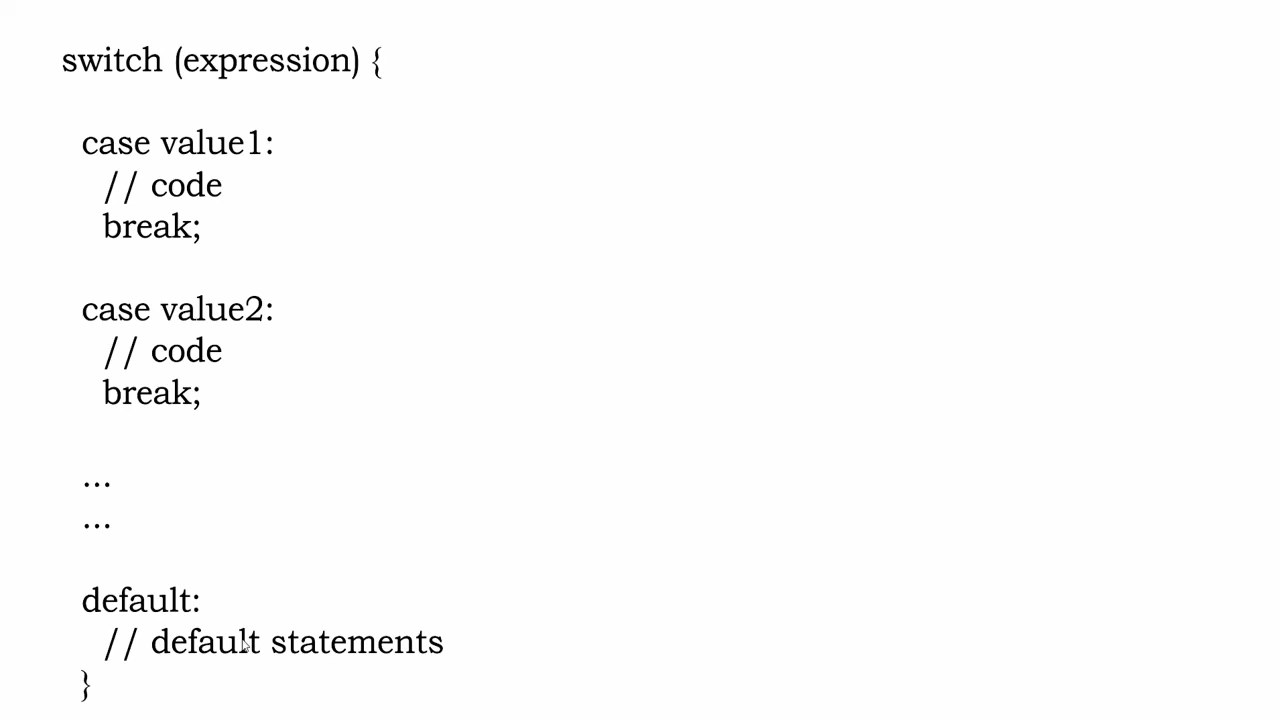 switch (expression) {
case value1:
// code
break;
case value2:
// code
break;
...
...
default:
// default statements
}